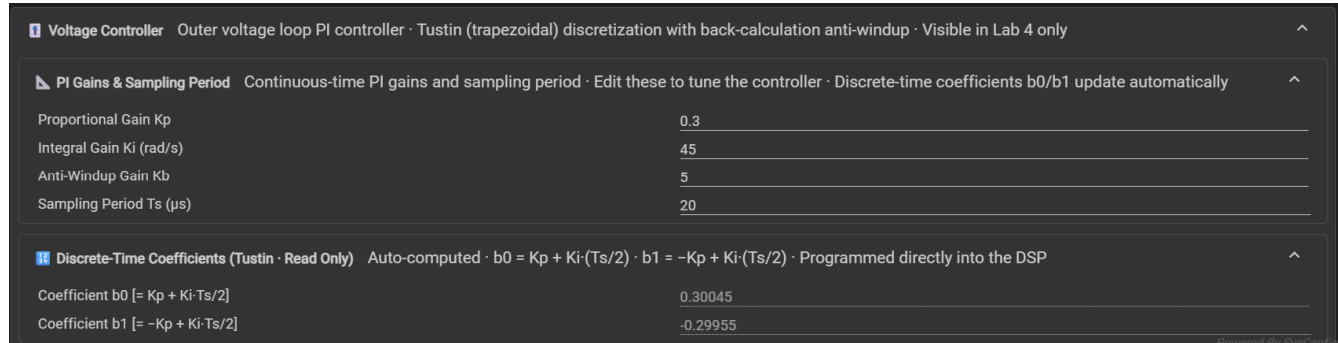 Voltage Controller Outer voltage loop PI controller · Tustin (trapezoidal) discretization with back-calculation anti-windup · Visible in Lab 4 only
PI Gains & Sampling Period Continuous-time PI gains and sampling period · Edit these to tune the controller · Discrete-time coefficients b0/b1 update automatically
Proportional Gain Kp 0.3
Integral Gain Ki (rad/s) 45
Anti-Windup Gain Kb 5
Sampling Period Ts (µs) 20
Discrete-Time Coefficients (Tustin · Read Only) Auto-computed · b0 = Kp + Ki·(Ts/2) · b1 = −Kp + Ki·(Ts/2) · Programmed directly into the DSP
Coefficient b0 [= Kp + Ki·Ts/2] 0.30045
Coefficient b1 [= −Kp + Ki·Ts/2] -0.29955